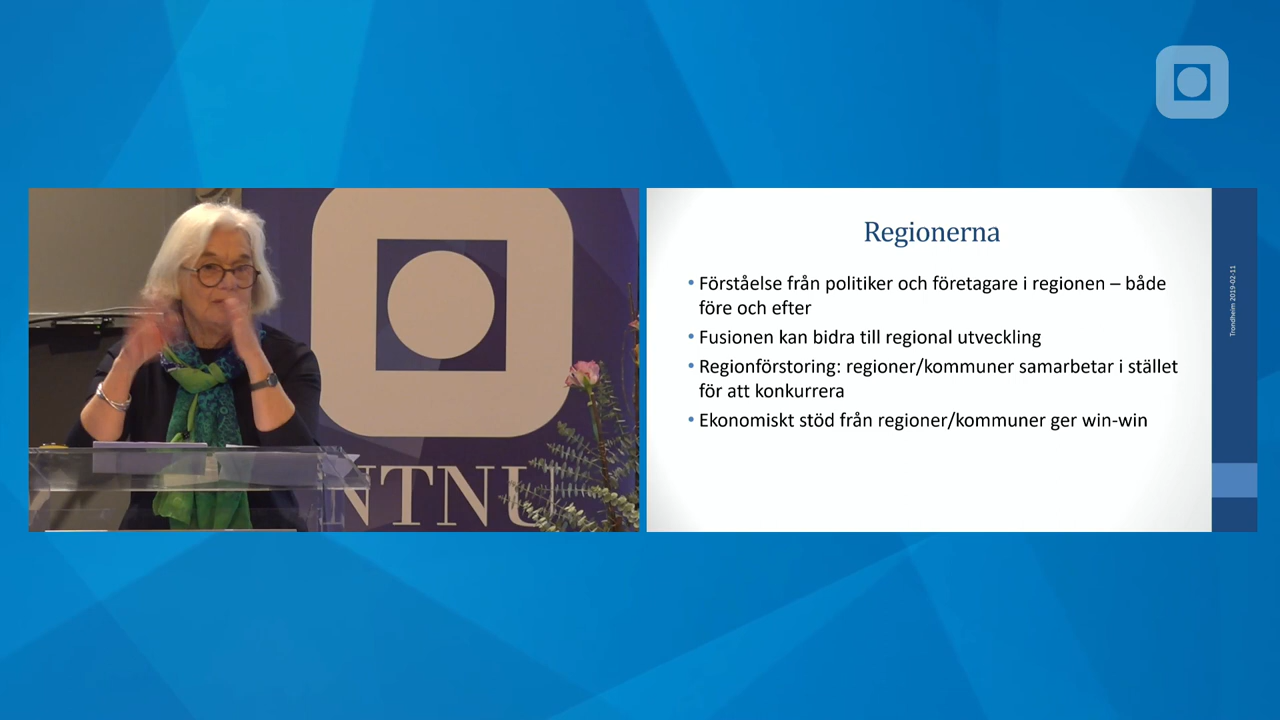 NTNU
Regionerna
• Förståelse från politiker och företagare i regionen – både
före och efter
• Fusionen kan bidra till regional utveckling
• Regionförstoring: regioner/kommuner samarbetar i stället
för att konkurrera
• Ekonomiskt stöd från regioner/kommuner ger win-win
Trondheim 2019-02-11